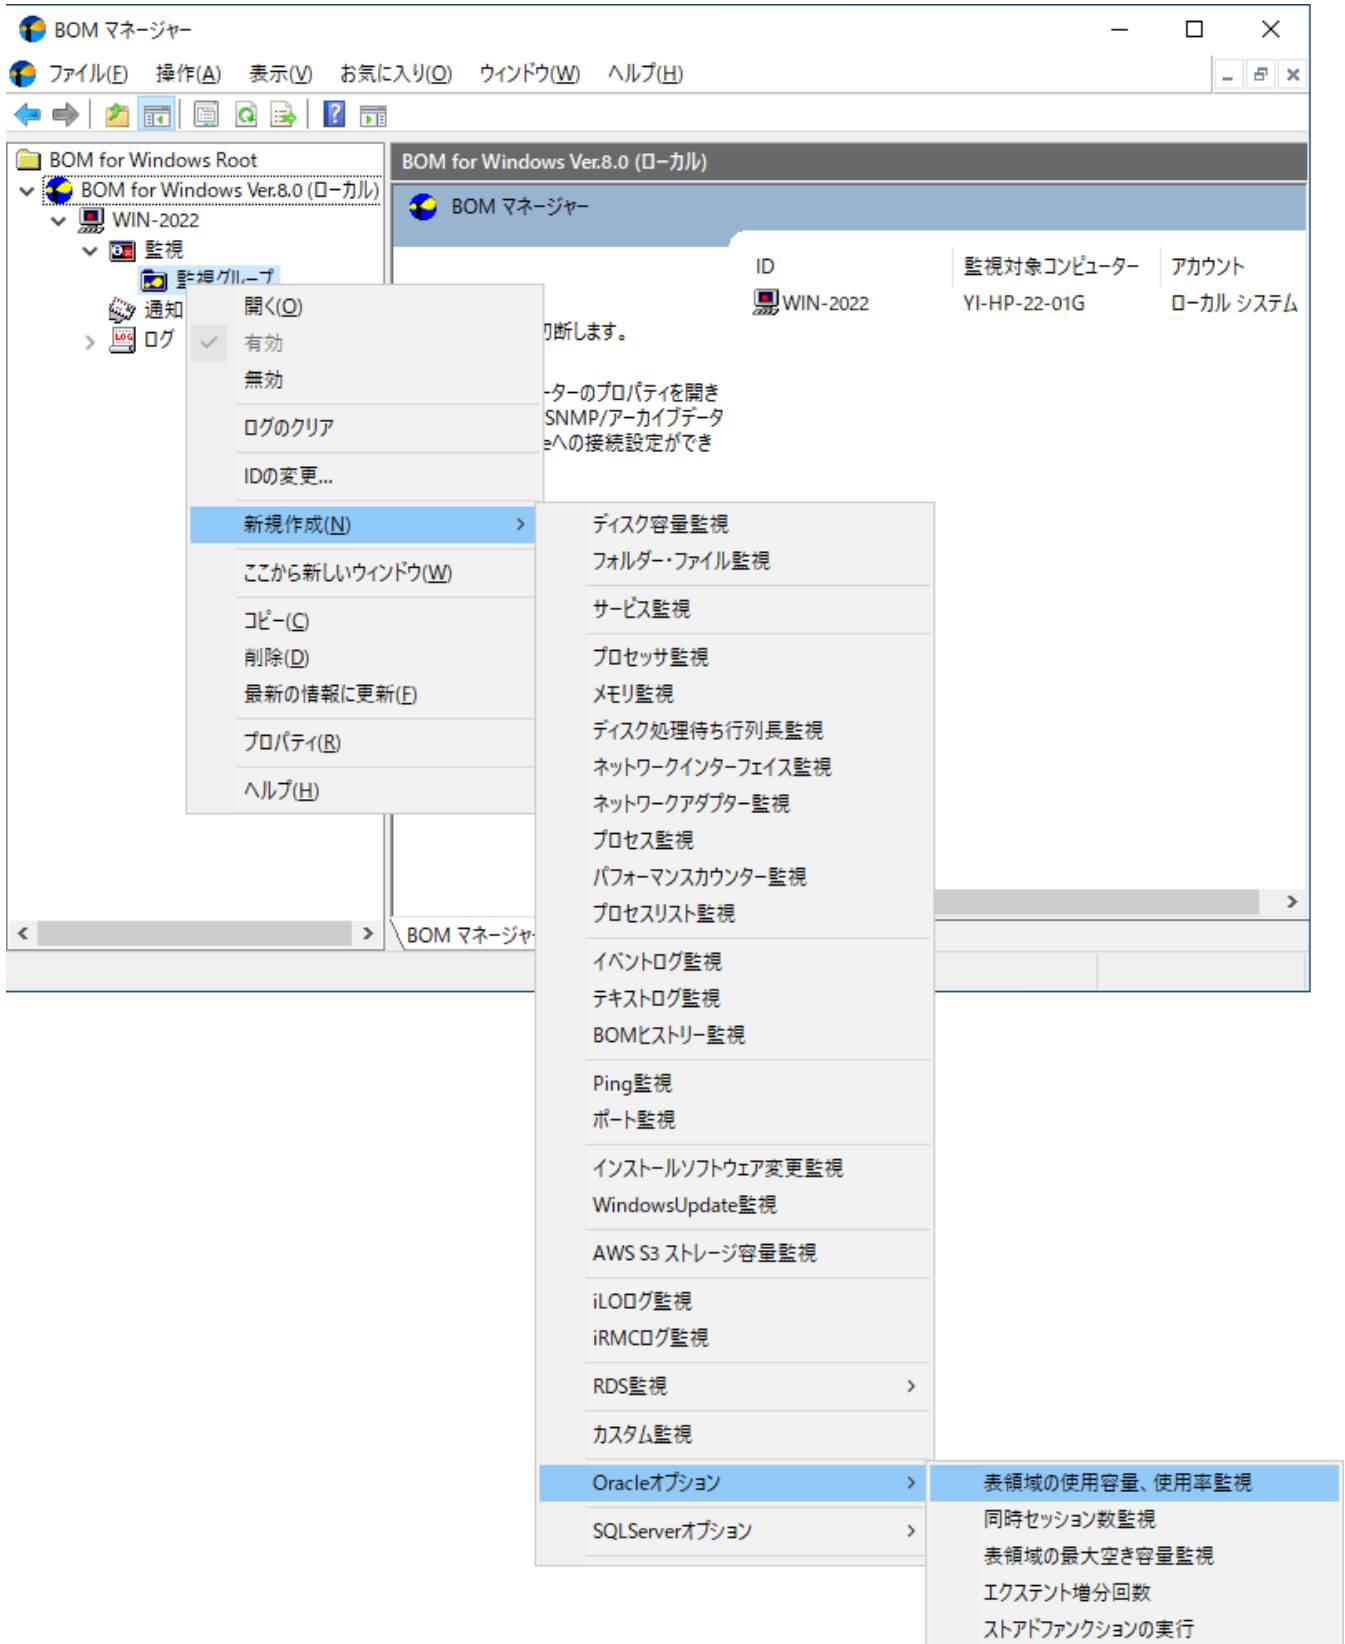 BOM マネージャー
ファイル(F) 操作(A) 表示(V) お気に入り(O) ウィンドウ(W) ヘルプ(H)
BOM for Windows Root
BOM for Windows Ver.8.0 (ローカル)
WIN-2022
監視
監視グループ
通知
ログ
BOM for Windows Ver.8.0 (ローカル)
BOM マネージャー
ID 監視対象コンピューター アカウント
WIN-2022 YI-HP-22-01G ローカル システム
切断します。
ーターのプロパティを開き
SNMP/アーカイブデータ
eへの接続設定ができ
BOM マネージャー
開く(O)
有効
無効
ログのクリア
IDの変更...
新規作成(N)
ここから新しいウィンドウ(W)
コピー(C)
削除(D)
最新の情報に更新(F)
プロパティ(R)
ヘルプ(H)
ディスク容量監視
フォルダー・ファイル監視
サービス監視
プロセッサ監視
メモリ監視
ディスク処理待ち行列長監視
ネットワークインターフェイス監視
ネットワークアダプター監視
プロセス監視
パフォーマンスカウンター監視
プロセスリスト監視
イベントログ監視
テキストログ監視
BOMヒストリー監視
Ping監視
ポート監視
インストールソフトウェア変更監視
WindowsUpdate監視
AWS S3 ストレージ容量監視
iLOログ監視
iRMCログ監視
RDS監視
カスタム監視
Oracleオプション
SQLServerオプション
表領域の使用容量、使用率監視
同時セッション数監視
表領域の最大空き容量監視
エクステント増分回数
ストアドファンクションの実行